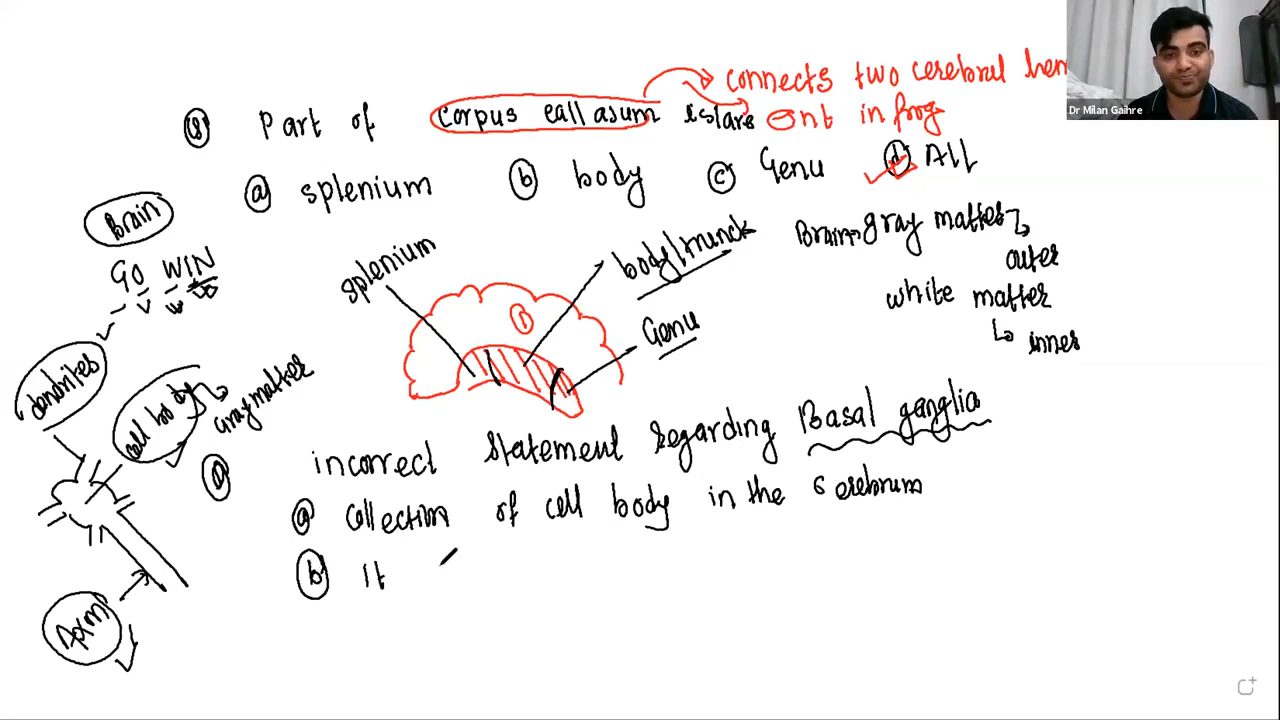 connects two cerebral hem
Dr Milan Gaihre
Q Part of corpus callasum is/are ⊖nt in frog
a splenium b body c Genu d All
Brain
GO WIN
splenium
body/trunck
Genu
1
Brain→gray matter
outer
white matter
inner
dendrites
cell body
Gray matter
Q incorrect statement regarding Basal ganglia
a collection of cell body in the cerebrum
b It
Axon